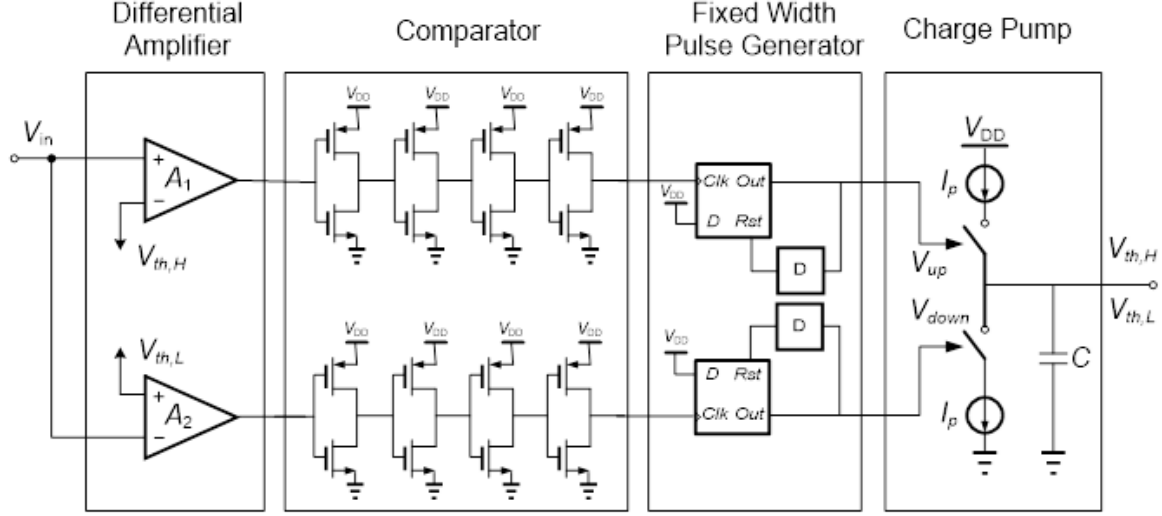 Differential
Amplifier
Comparator
Fixed Width
Pulse Generator
Charge Pump
V_in
+
A_1
−
V_th,H
V_DD V_DD V_DD V_DD
V_DD
Clk Out
D Rst
D
V_DD
I_p
V_up
V_th,H
V_th,L
V_down
C
I_p
V_th,L
+
A_2
−
V_DD V_DD V_DD V_DD
V_DD
D
D Rst
Clk Out